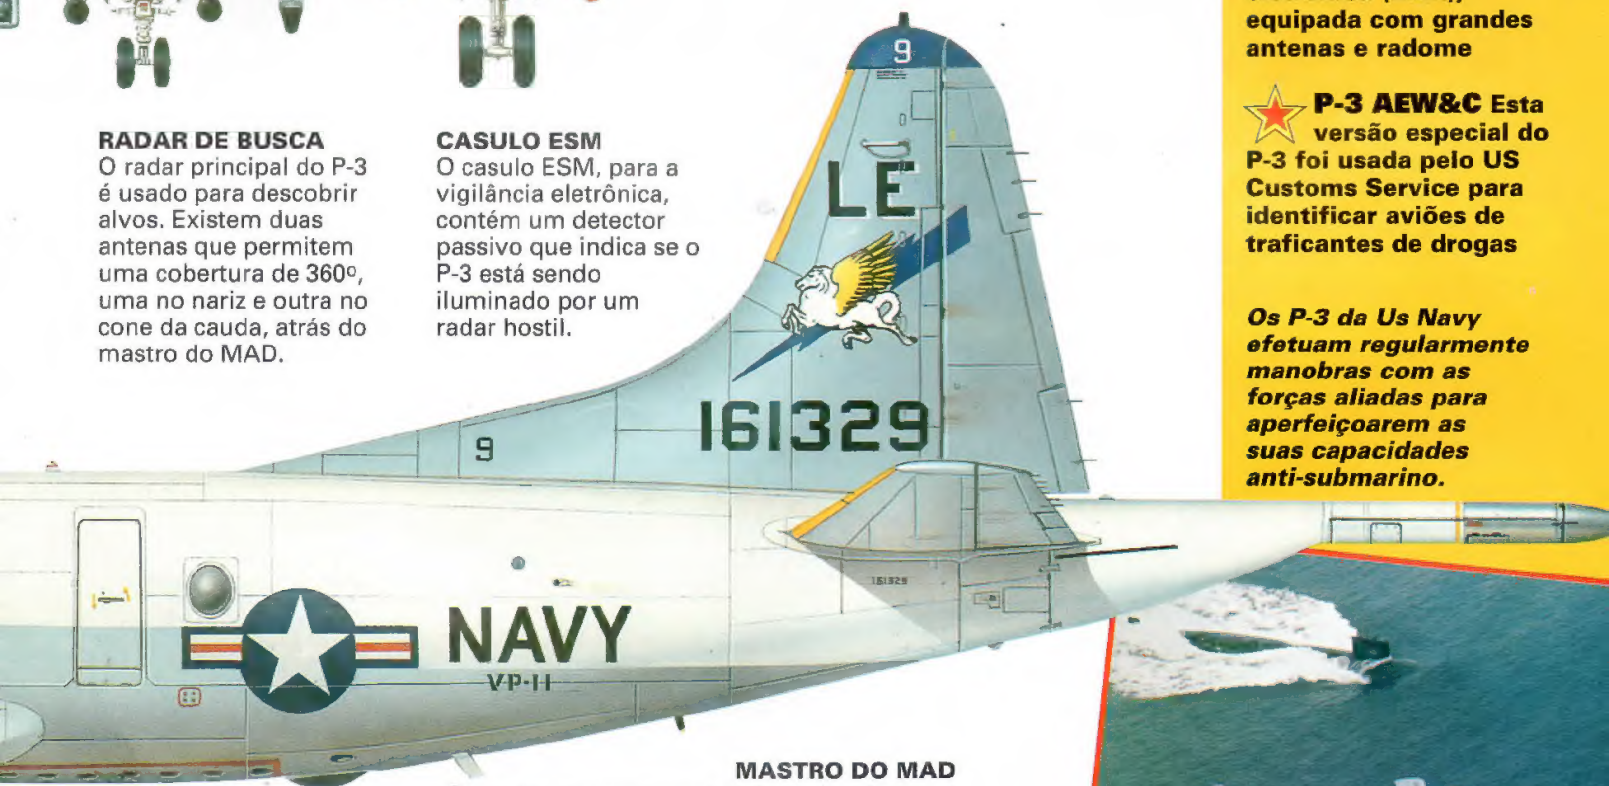 RADAR DE BUSCA
O radar principal do P-3
é usado para descobrir
alvos. Existem duas
antenas que permitem
uma cobertura de 360º,
uma no nariz e outra no
cone da cauda, atrás do
mastro do MAD.
CASULO ESM
O casulo ESM, para a
vigilância eletrônica,
contém um detector
passivo que indica se o
P-3 está sendo
iluminado por um
radar hostil.
9
LE
161329
9
161329
NAVY
VP-11
MASTRO DO MAD
equipada com grandes
antenas e radome
P-3 AEW&C Esta
versão especial do
P-3 foi usada pelo US
Customs Service para
identificar aviões de
traficantes de drogas
Os P-3 da Us Navy
efetuam regularmente
manobras com as
forças aliadas para
aperfeiçoarem as
suas capacidades
anti-submarino.